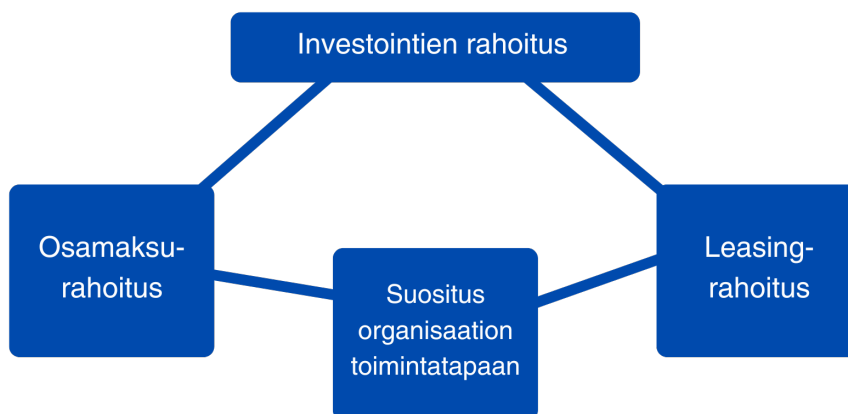 Investointien rahoitus
Osamaksu-
rahoitus
Suositus
organisaation
toimintatapaan
Leasing-
rahoitus